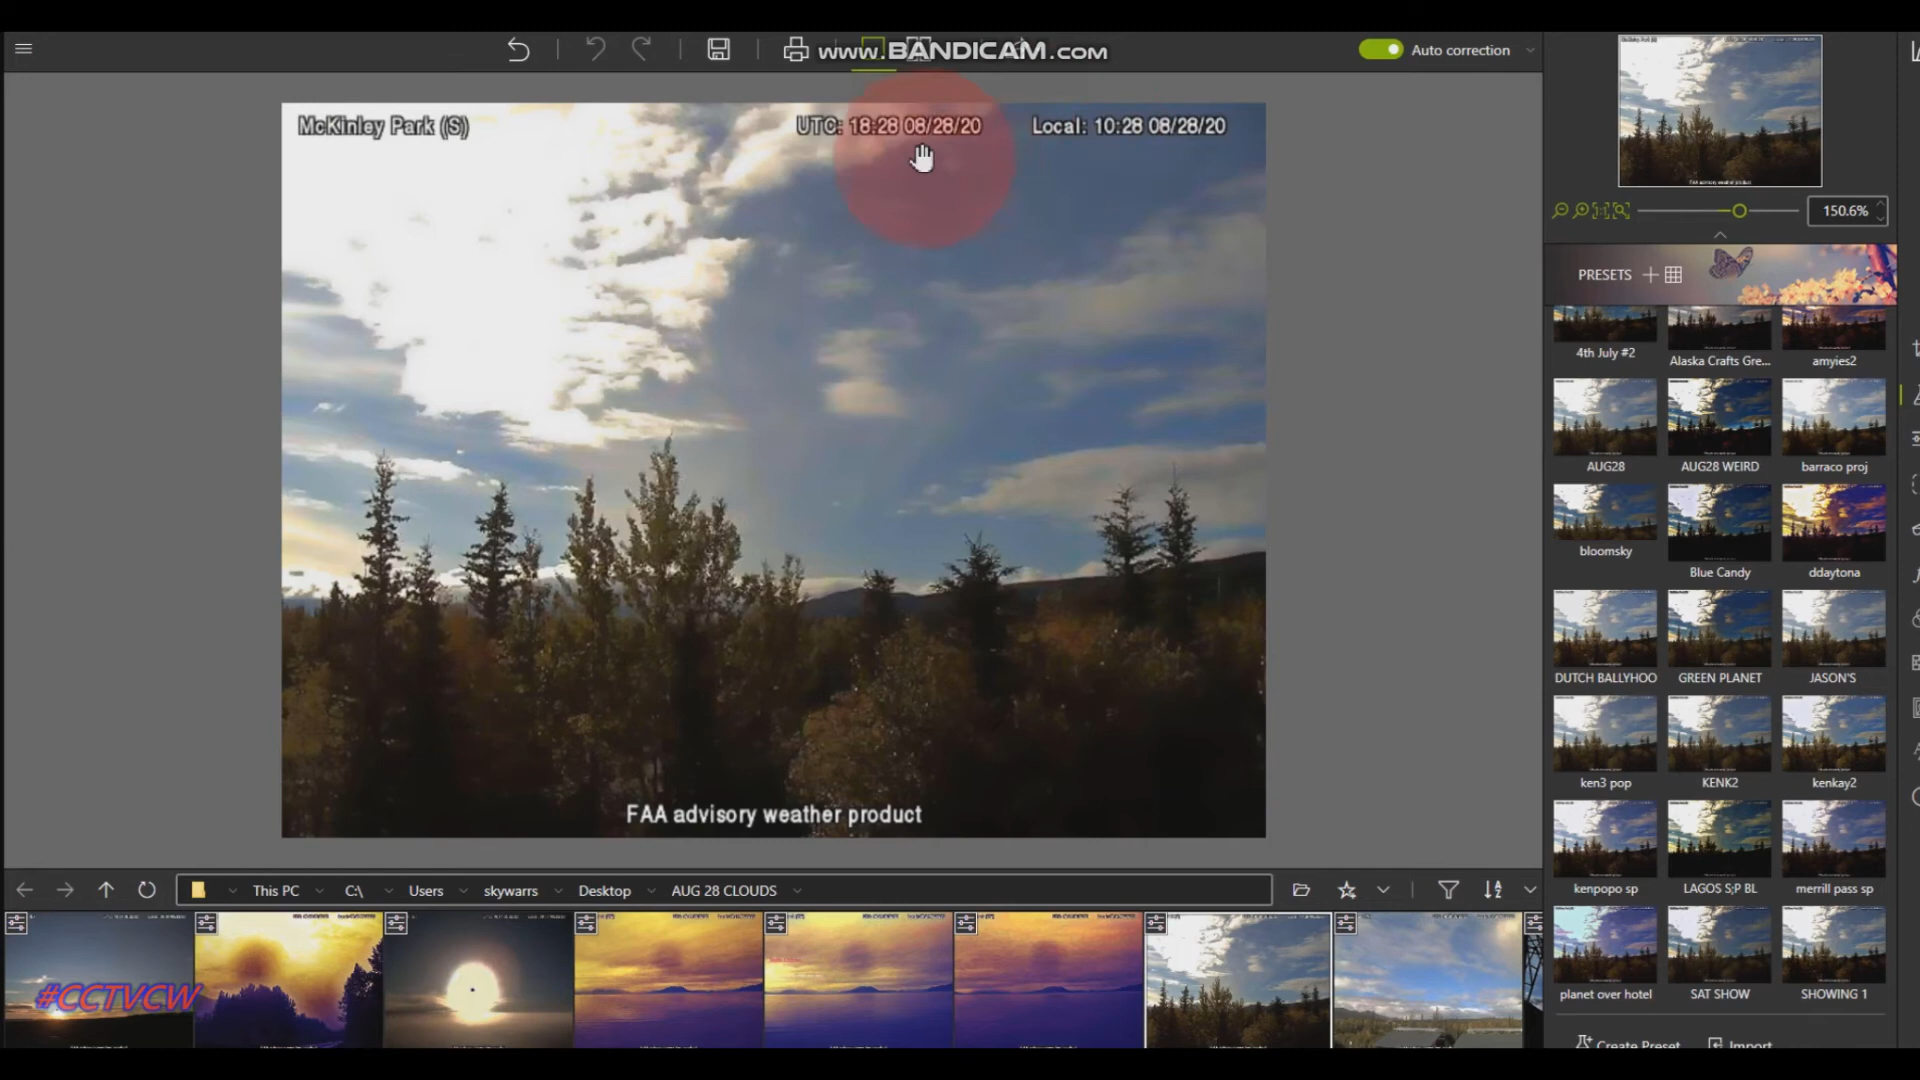 www.BANDICAM.com
Auto correction
McKinley Park (S)
UTC: 18:28 08/28/20
Local: 10:28 08/28/20
150.6%
PRESETS
4th July #2
Alaska Crafts Gre...
amyies2
AUG28
AUG28 WEIRD
barraco proj
bloomsky
Blue Candy
ddaytona
DUTCH BALLYHOO
GREEN PLANET
JASON'S
ken3 pop
KENK2
kenkay2
kenpopo sp
LAGOS S;P BL
merrill pass sp
planet over hotel
SAT SHOW
SHOWING 1
Create Preset
Import
FAA advisory weather product
This PC
C:\
Users
skywarrs
Desktop
AUG 28 CLOUDS
#CCTVCW